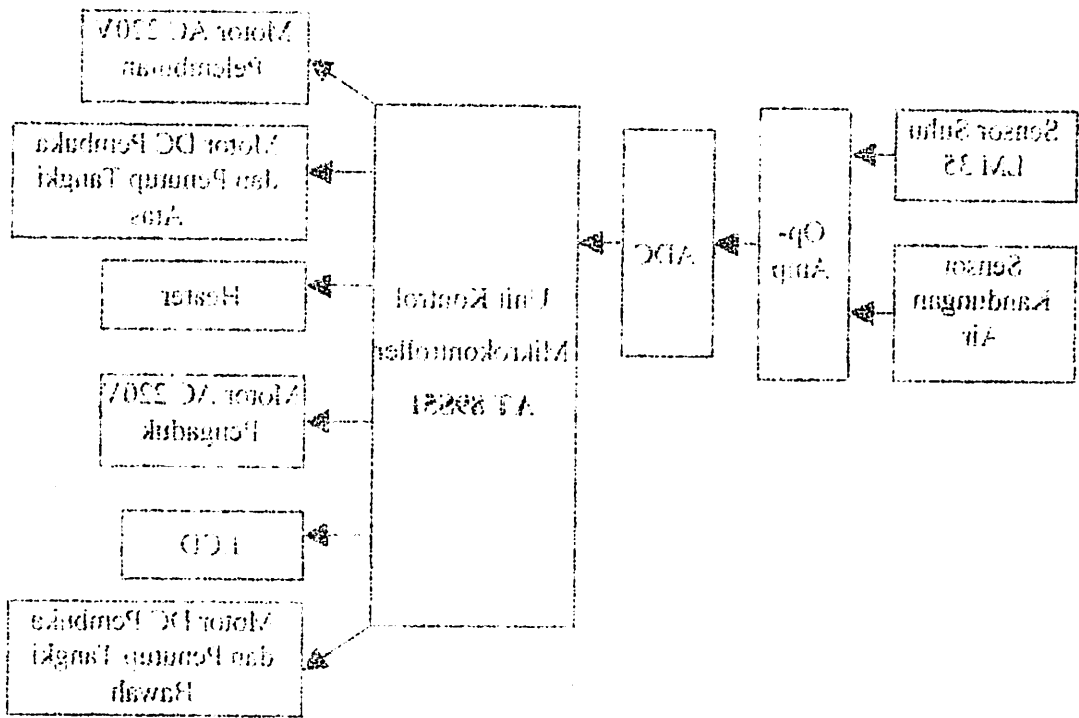 Sensor Suhu
LM 35
Sensor
Kandungan
Air
Op-
Amp
ADC
Unit Kontrol
Mikrokontroller
AT 89S51
Motor AC 220V
Motor DC Pembuka
dan Penutup Tangki
Atas
Heater
Motor AC 220V
Pengaduk
LCD
Motor DC Pembuka
dan Penutup Tangki
Bawah